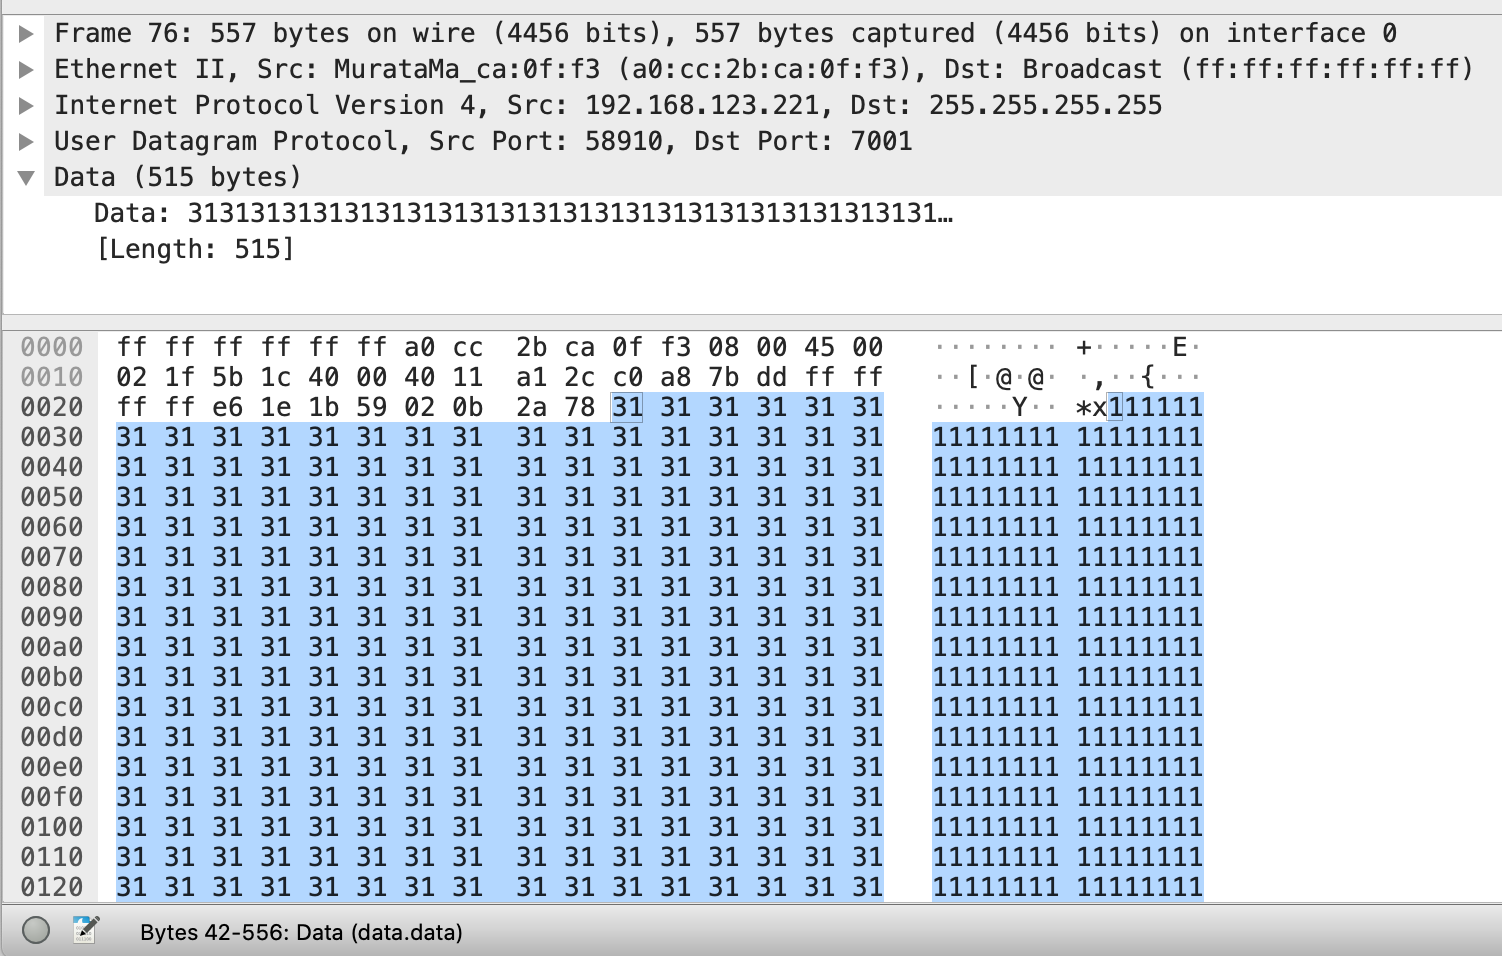 Frame 76: 557 bytes on wire (4456 bits), 557 bytes captured (4456 bits) on interface 0
Ethernet II, Src: MurataMa_ca:0f:f3 (a0:cc:2b:ca:0f:f3), Dst: Broadcast (ff:ff:ff:ff:ff:ff)
Internet Protocol Version 4, Src: 192.168.123.221, Dst: 255.255.255.255
User Datagram Protocol, Src Port: 58910, Dst Port: 7001
Data (515 bytes)
Data: 313131313131313131313131313131313131313131313131…
[Length: 515]
0000 ff ff ff ff ff ff a0 cc 2b ca 0f f3 08 00 45 00 ········ +·····E·
0010 02 1f 5b 1c 40 00 40 11 a1 2c c0 a8 7b dd ff ff ··[·@·@· ·,··{···
0020 ff ff e6 1e 1b 59 02 0b 2a 78 31 31 31 31 31 31 ·····Y·· *x111111
0030 31 31 31 31 31 31 31 31 31 31 31 31 31 31 31 31 11111111 11111111
0040 31 31 31 31 31 31 31 31 31 31 31 31 31 31 31 31 11111111 11111111
0050 31 31 31 31 31 31 31 31 31 31 31 31 31 31 31 31 11111111 11111111
0060 31 31 31 31 31 31 31 31 31 31 31 31 31 31 31 31 11111111 11111111
0070 31 31 31 31 31 31 31 31 31 31 31 31 31 31 31 31 11111111 11111111
0080 31 31 31 31 31 31 31 31 31 31 31 31 31 31 31 31 11111111 11111111
0090 31 31 31 31 31 31 31 31 31 31 31 31 31 31 31 31 11111111 11111111
00a0 31 31 31 31 31 31 31 31 31 31 31 31 31 31 31 31 11111111 11111111
00b0 31 31 31 31 31 31 31 31 31 31 31 31 31 31 31 31 11111111 11111111
00c0 31 31 31 31 31 31 31 31 31 31 31 31 31 31 31 31 11111111 11111111
00d0 31 31 31 31 31 31 31 31 31 31 31 31 31 31 31 31 11111111 11111111
00e0 31 31 31 31 31 31 31 31 31 31 31 31 31 31 31 31 11111111 11111111
00f0 31 31 31 31 31 31 31 31 31 31 31 31 31 31 31 31 11111111 11111111
0100 31 31 31 31 31 31 31 31 31 31 31 31 31 31 31 31 11111111 11111111
0110 31 31 31 31 31 31 31 31 31 31 31 31 31 31 31 31 11111111 11111111
0120 31 31 31 31 31 31 31 31 31 31 31 31 31 31 31 31 11111111 11111111
Bytes 42-556: Data (data.data)